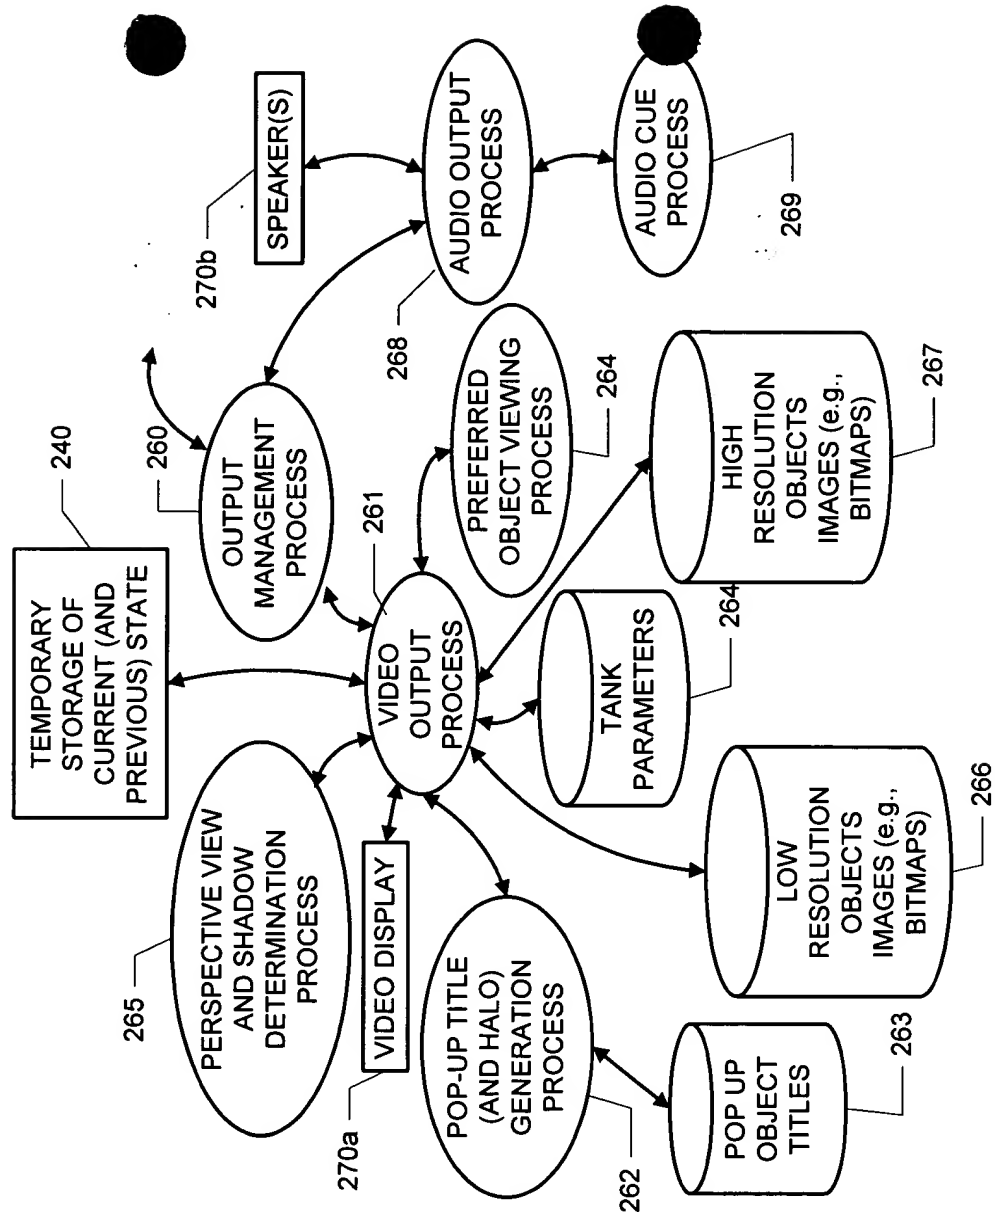 TEMPORARY
STORAGE OF
CURRENT (AND
PREVIOUS) STATE
240
265
PERSPECTIVE VIEW
AND SHADOW
DETERMINATION
PROCESS
260
OUTPUT
MANAGEMENT
PROCESS
270b
SPEAKER(S)
270a
VIDEO DISPLAY
VIDEO
OUTPUT
PROCESS
261
268
AUDIO OUTPUT
PROCESS
POP-UP TITLE
(AND HALO)
GENERATION
PROCESS
262
PREFERRED
OBJECT VIEWING
PROCESS
264
AUDIO CUE
PROCESS
269
TANK
PARAMETERS
264
POP UP
OBJECT
TITLES
263
LOW
RESOLUTION
OBJECTS
IMAGES (e.g.,
BITMAPS)
266
HIGH
RESOLUTION
OBJECTS
IMAGES (e.g.,
BITMAPS)
267